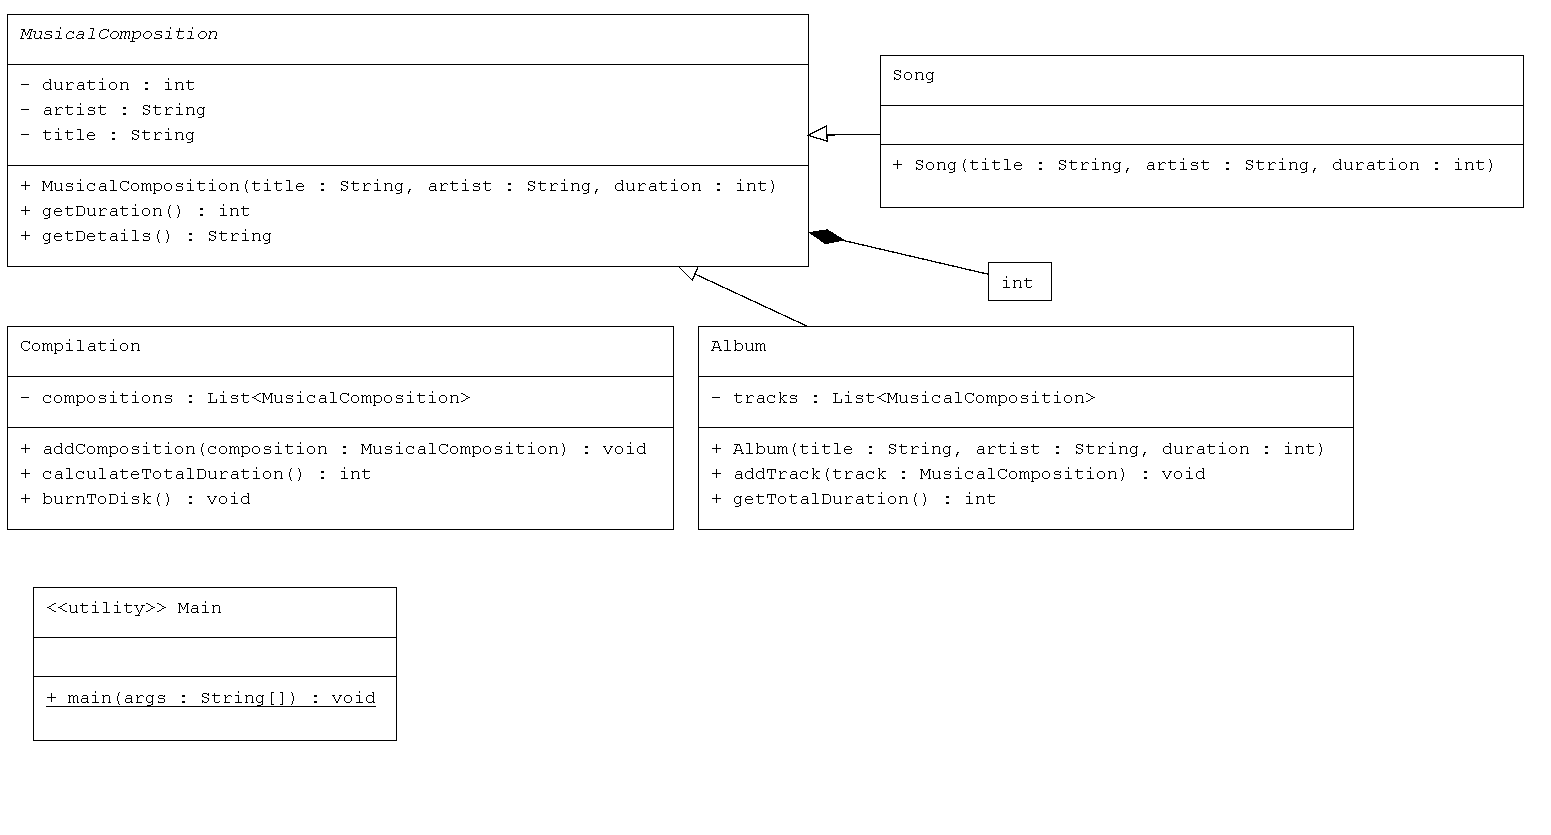 MusicalComposition
- duration : int
- artist : String
- title : String
+ MusicalComposition(title : String, artist : String, duration : int)
+ getDuration() : int
+ getDetails() : String
Song
+ Song(title : String, artist : String, duration : int)
int
Compilation
- compositions : List<MusicalComposition>
+ addComposition(composition : MusicalComposition) : void
+ calculateTotalDuration() : int
+ burnToDisk() : void
Album
- tracks : List<MusicalComposition>
+ Album(title : String, artist : String, duration : int)
+ addTrack(track : MusicalComposition) : void
+ getTotalDuration() : int
<<utility>> Main
+ main(args : String[]) : void